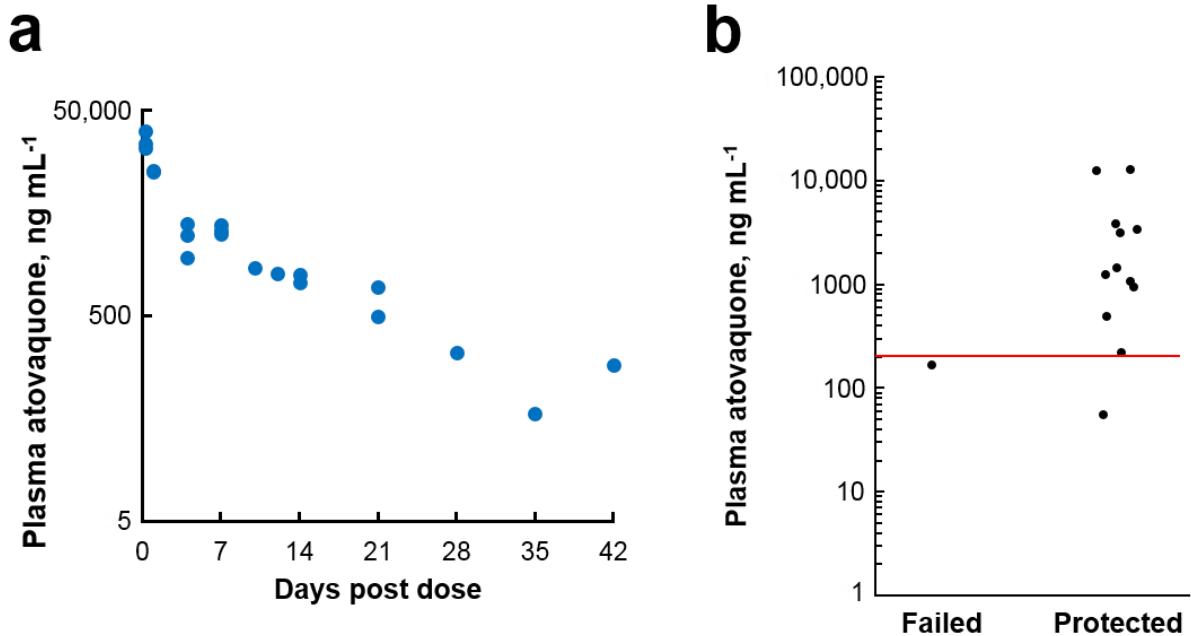 a
Plasma atovaquone, ng mL-1
50,000
500
5
0 7 14 21 28 35 42
Days post dose
b
Plasma atovaquone, ng mL-1
100,000
10,000
1000
100
10
1
Failed Protected